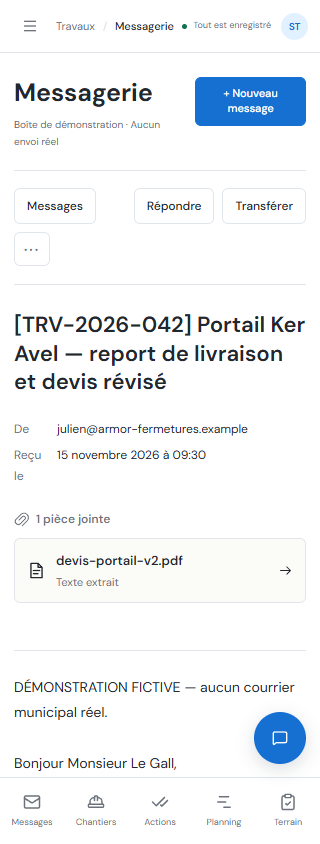 Travaux / Messagerie Tout est enregistré ST
Messagerie
+ Nouveau
message
Boîte de démonstration · Aucun
envoi réel
Messages Répondre Transférer
...
[TRV-2026-042] Portail Ker
Avel — report de livraison
et devis révisé
De julien@armor-fermetures.example
Reçu 15 novembre 2026 à 09:30
le
1 pièce jointe
devis-portail-v2.pdf
Texte extrait
DÉMONSTRATION FICTIVE — aucun courrier
municipal réel.
Bonjour Monsieur Le Gall,
Messages Chantiers Actions Planning Terrain